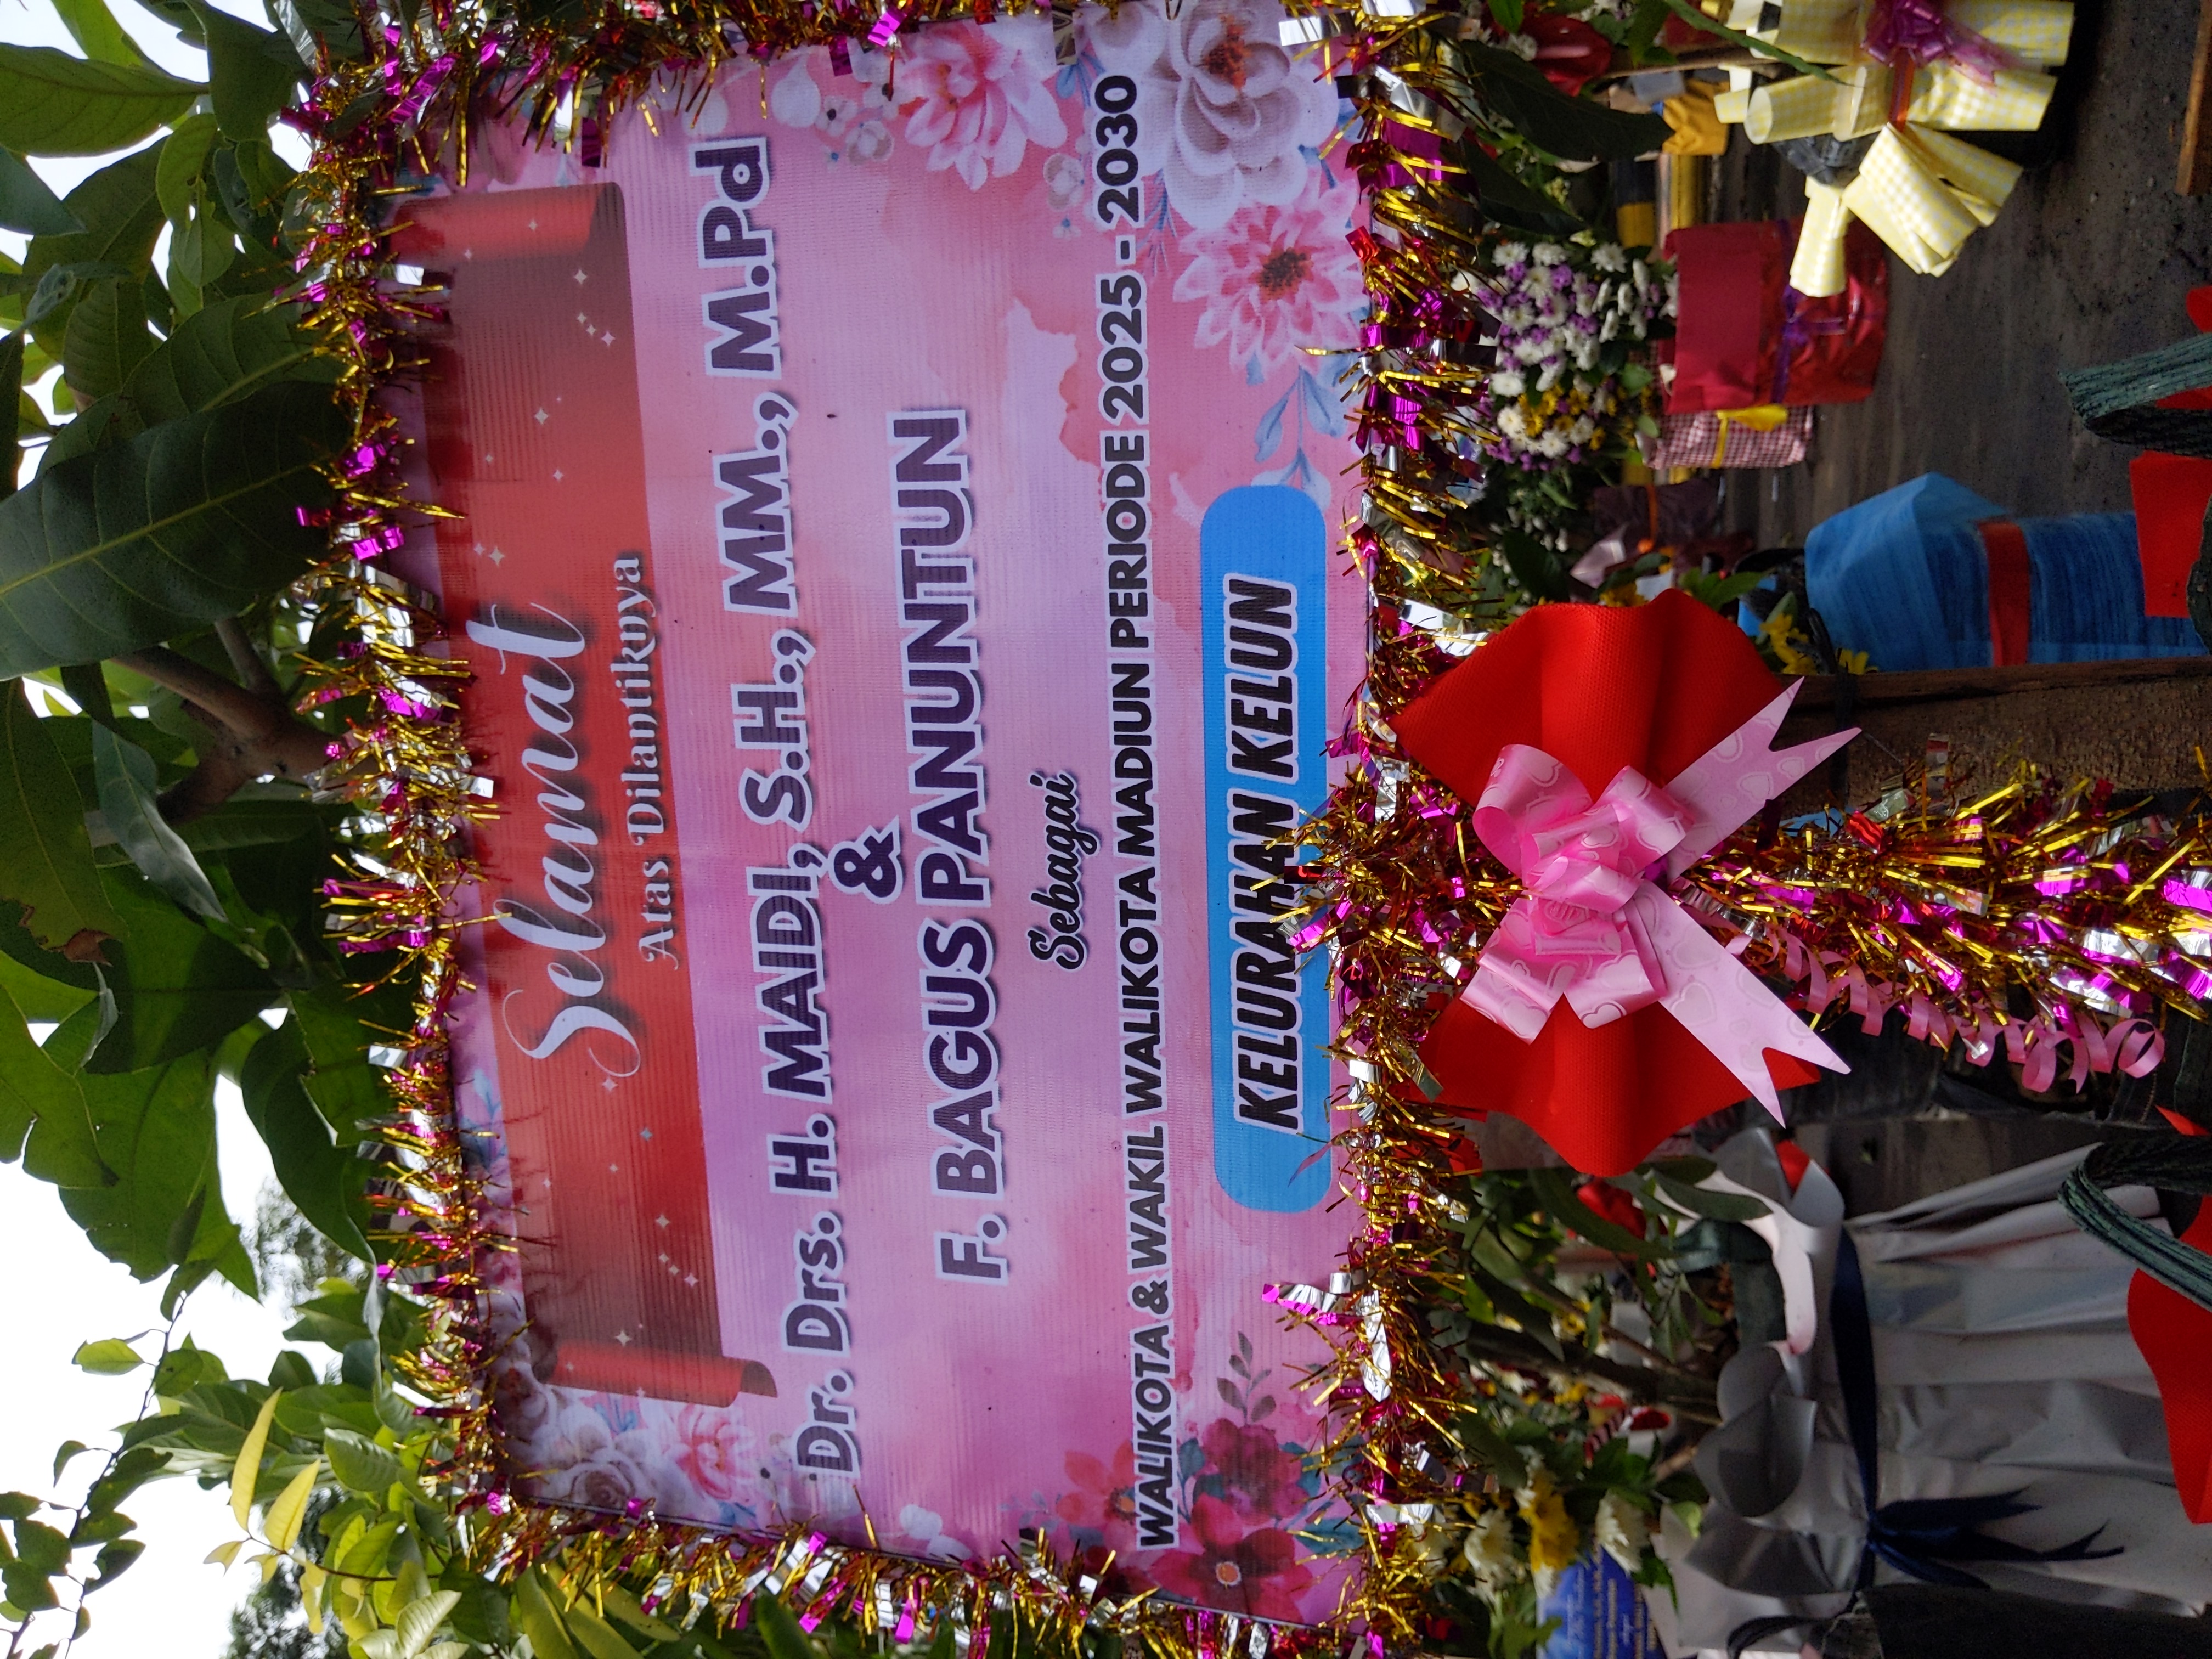 Selamat
Atas Dilantiknya
Dr. Drs. H. MAIDI, S.H., MM., M.Pd
&
F. BAGUS PANUNTUN
Sebagai
WALIKOTA & WAKIL WALIKOTA MADIUN PERIODE 2025 - 2030
KELURAHAN KELUN